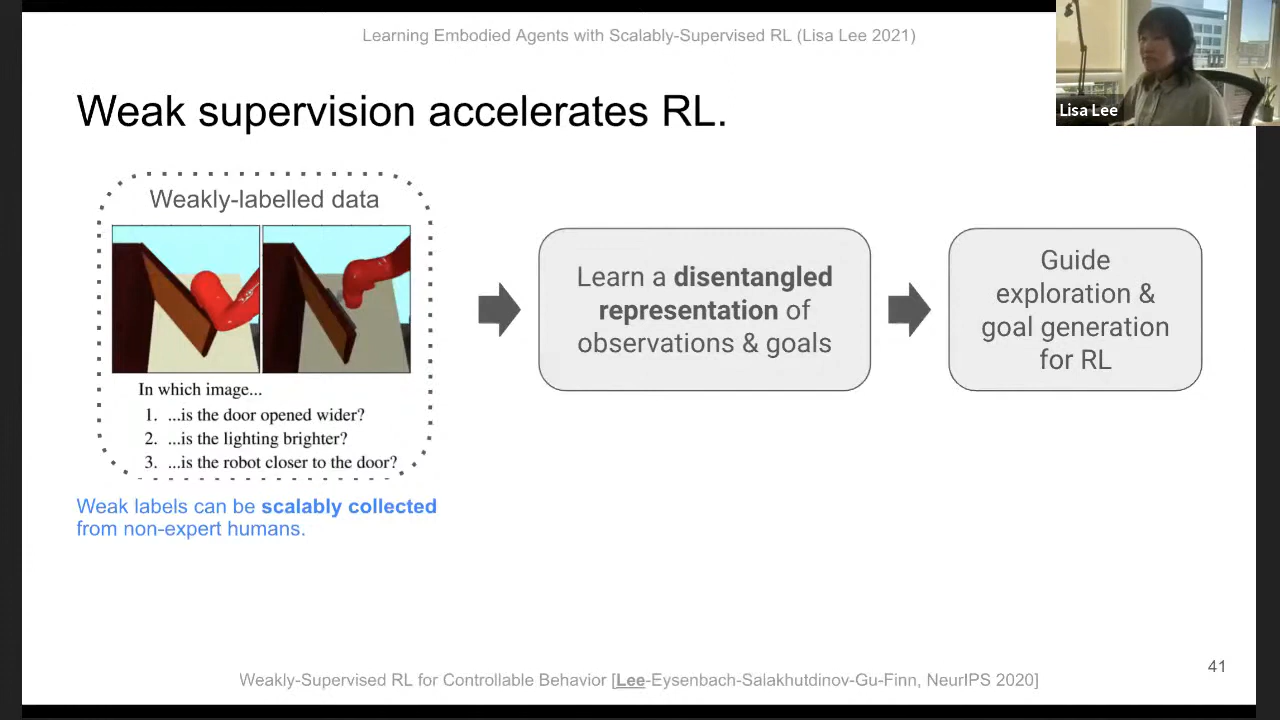 Learning Embodied Agents with Scalably-Supervised RL (Lisa Lee 2021)
Lisa Lee
Weak supervision accelerates RL.
Weakly-labelled data
In which image...
1. ...is the door opened wider?
2. ...is the lighting brighter?
3. ...is the robot closer to the door?
Weak labels can be scalably collected
from non-expert humans.
Learn a disentangled
representation of
observations & goals
Guide
exploration &
goal generation
for RL
41
Weakly-Supervised RL for Controllable Behavior [Lee-Eysenbach-Salakhutdinov-Gu-Finn, NeurIPS 2020]